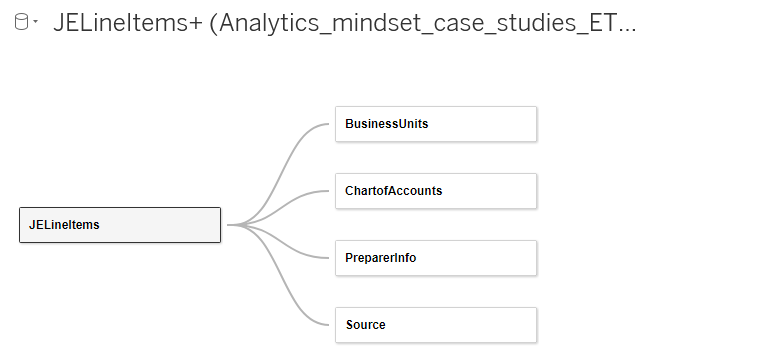 JELineItems+ (Analytics_mindset_case_studies_ET...
BusinessUnits
ChartofAccounts
JELineItems
PreparerInfo
Source